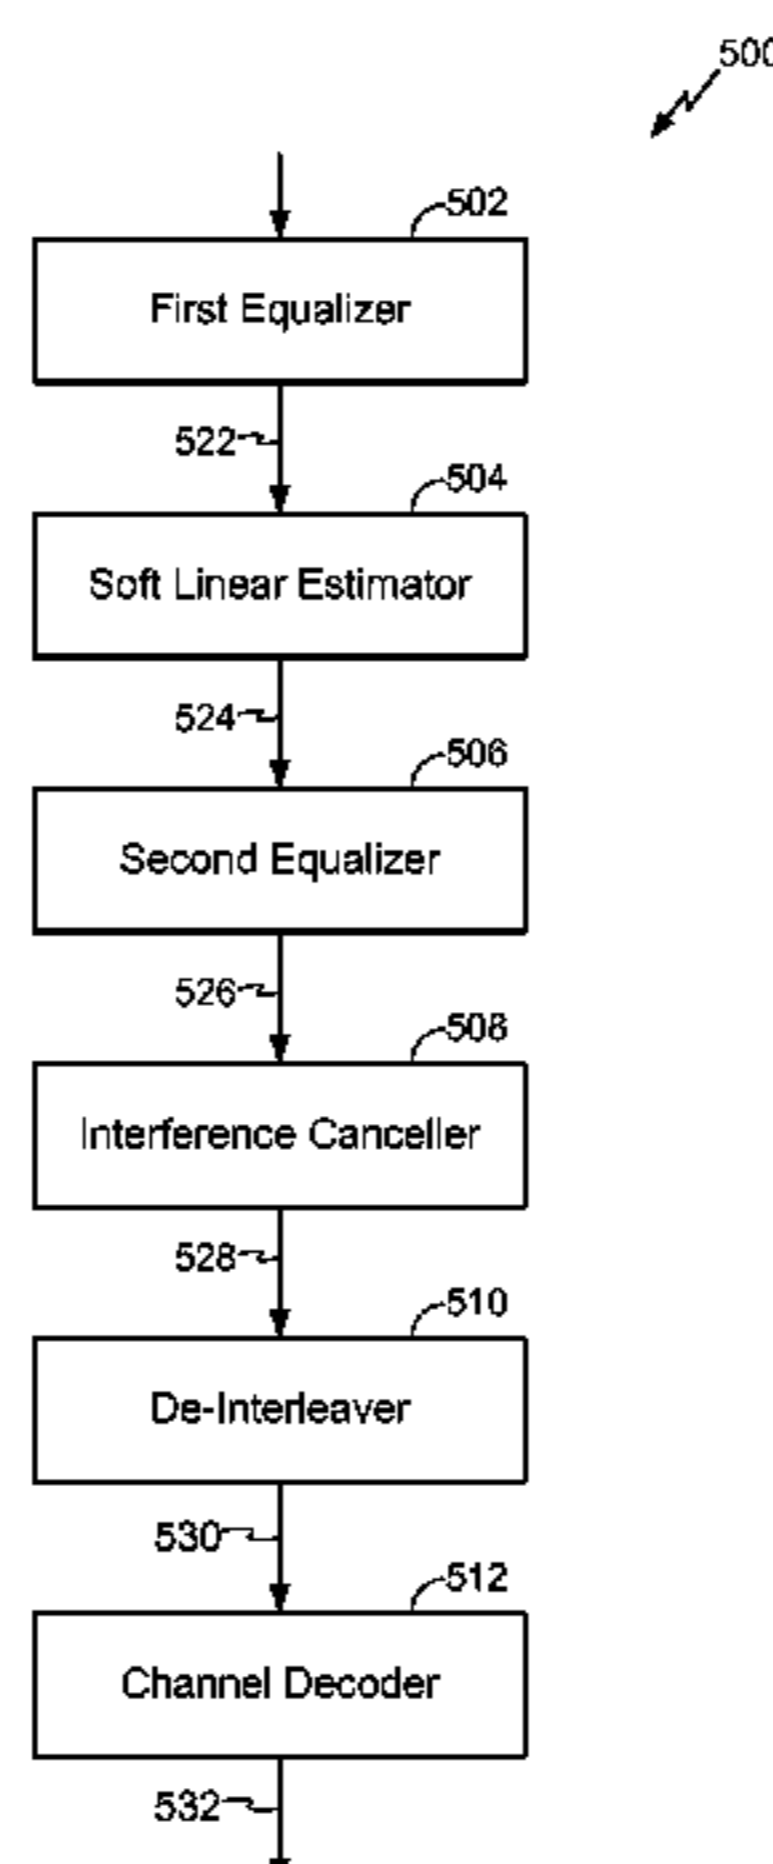 500
502
First Equalizer
522
504
Soft Linear Estimator
524
506
Second Equalizer
526
508
Interference Canceller
528
510
De-Interleaver
530
512
Channel Decoder
532